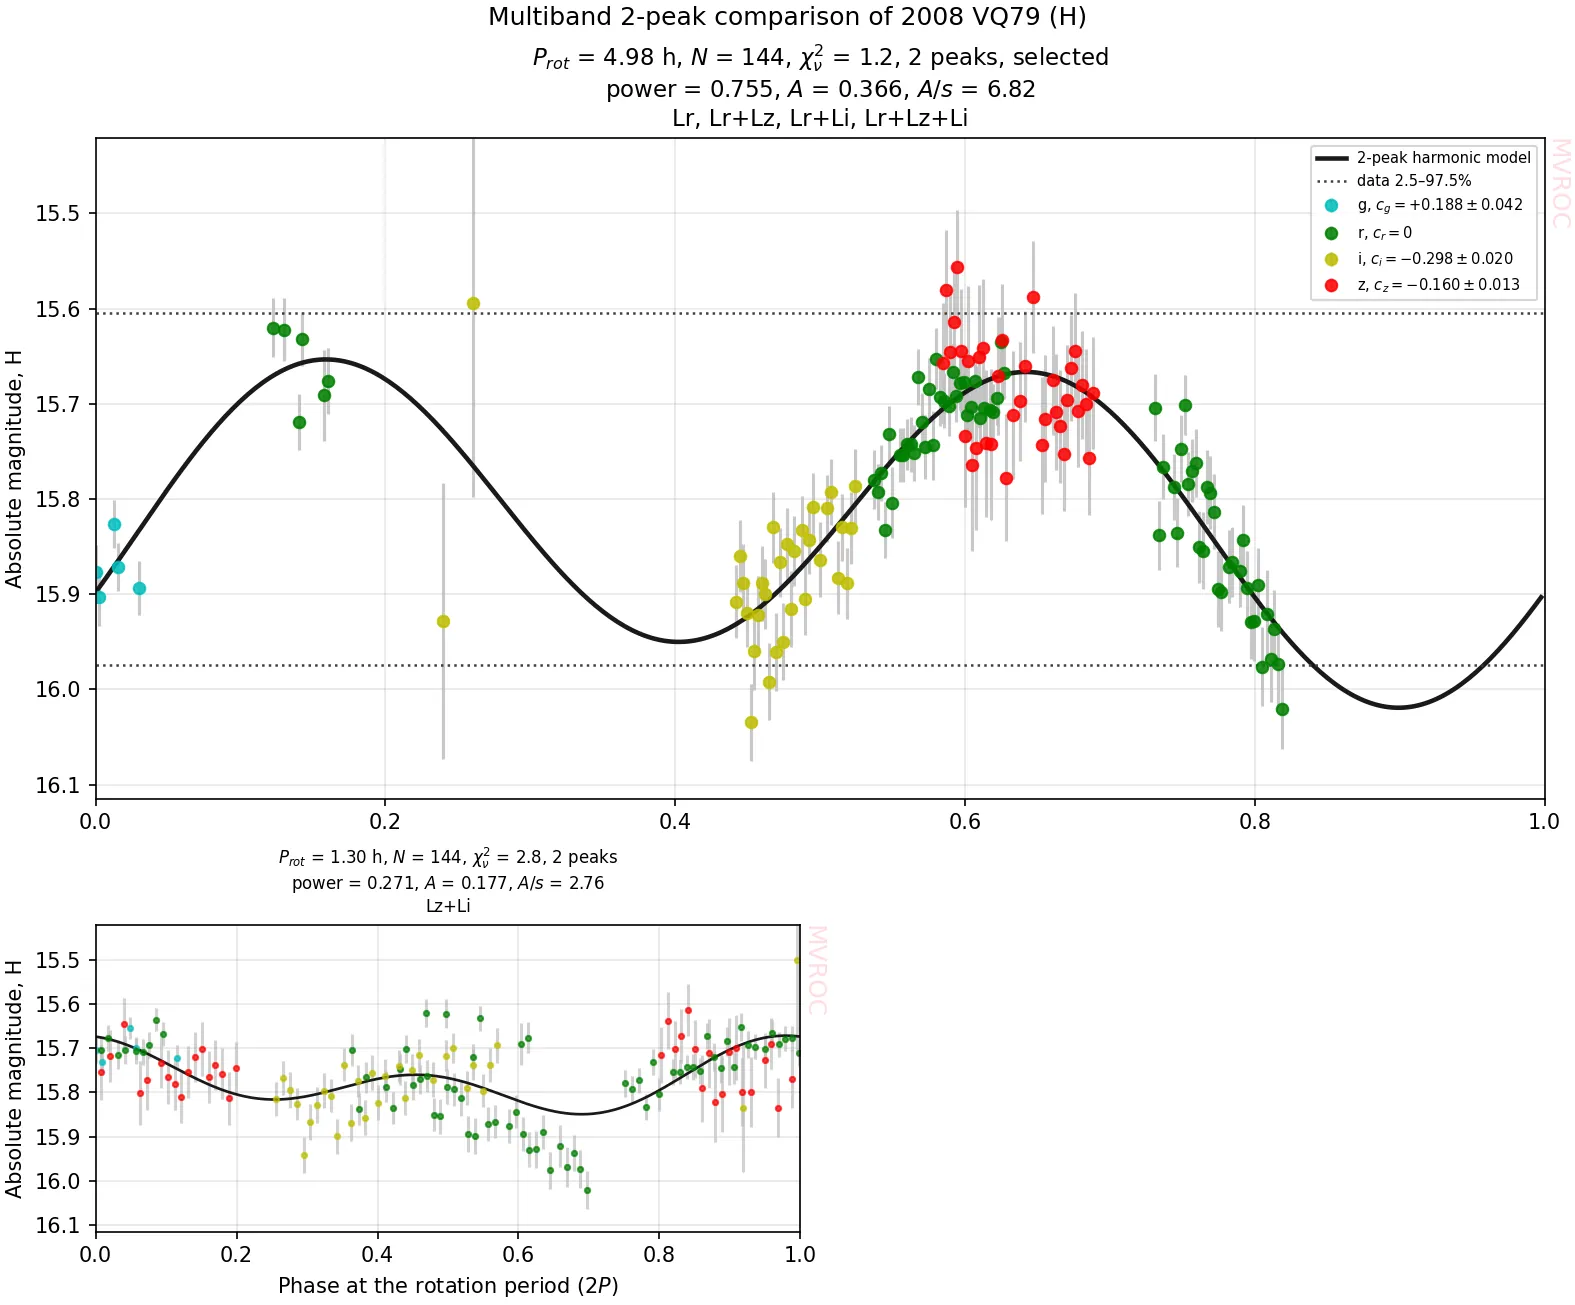 Multiband 2-peak comparison of 2008 VQ79 (H)
P_rot = 4.98 h, N = 144, χ²_ν = 1.2, 2 peaks, selected
power = 0.755, A = 0.366, A/s = 6.82
Lr, Lr+Lz, Lr+Li, Lr+Lz+Li
2-peak harmonic model
data 2.5–97.5%
g, c_g = +0.188 ± 0.042
r, c_r = 0
i, c_i = −0.298 ± 0.020
z, c_z = −0.160 ± 0.013
MVROC
Absolute magnitude, H
15.5
15.6
15.7
15.8
15.9
16.0
16.1
0.0 0.2 0.4 0.6 0.8 1.0
P_rot = 1.30 h, N = 144, χ²_ν = 2.8, 2 peaks
power = 0.271, A = 0.177, A/s = 2.76
Lz+Li
MVROC
Absolute magnitude, H
15.5
15.6
15.7
15.8
15.9
16.0
16.1
0.0 0.2 0.4 0.6 0.8 1.0
Phase at the rotation period (2P)